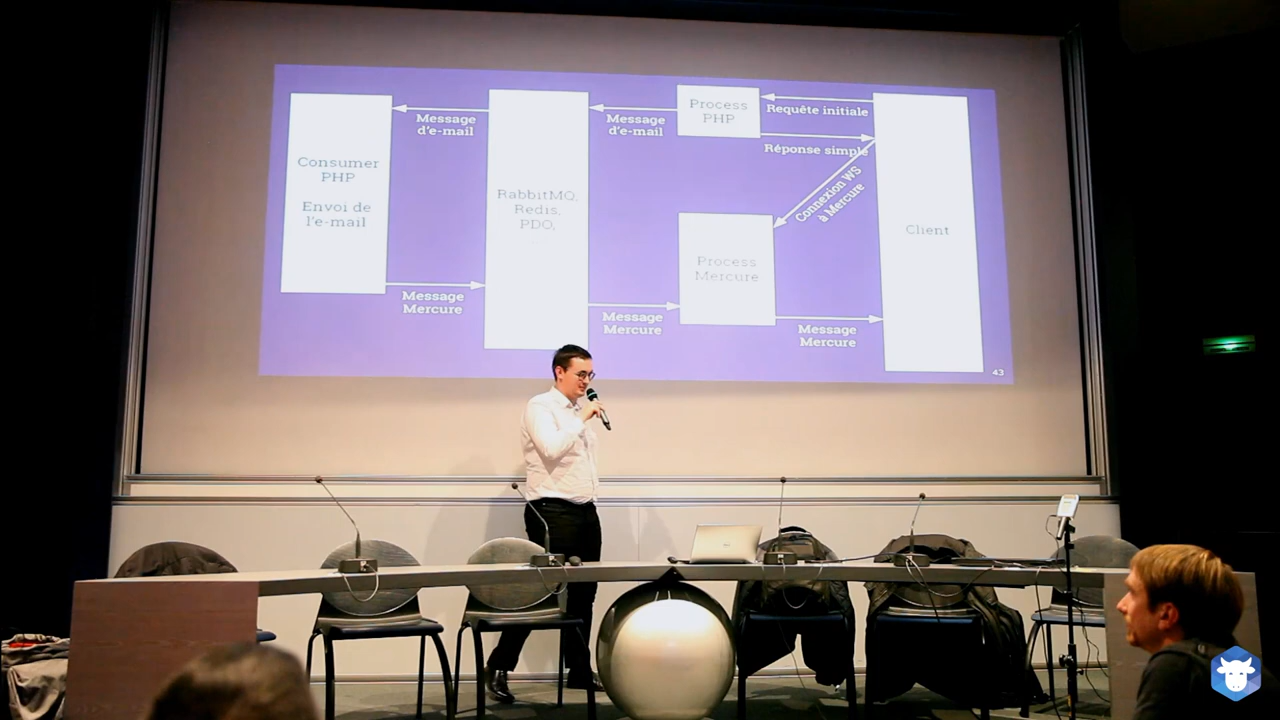 Consumer
PHP
Envoi de
l'e-mail
Message
d'e-mail
Message
Mercure
RabbitMQ,
Redis,
PDO,
...
Message
d'e-mail
Message
Mercure
Process
PHP
Process
Mercure
Requête initiale
Réponse simple
Connexion WS
à Mercure
Message
Mercure
Client
43